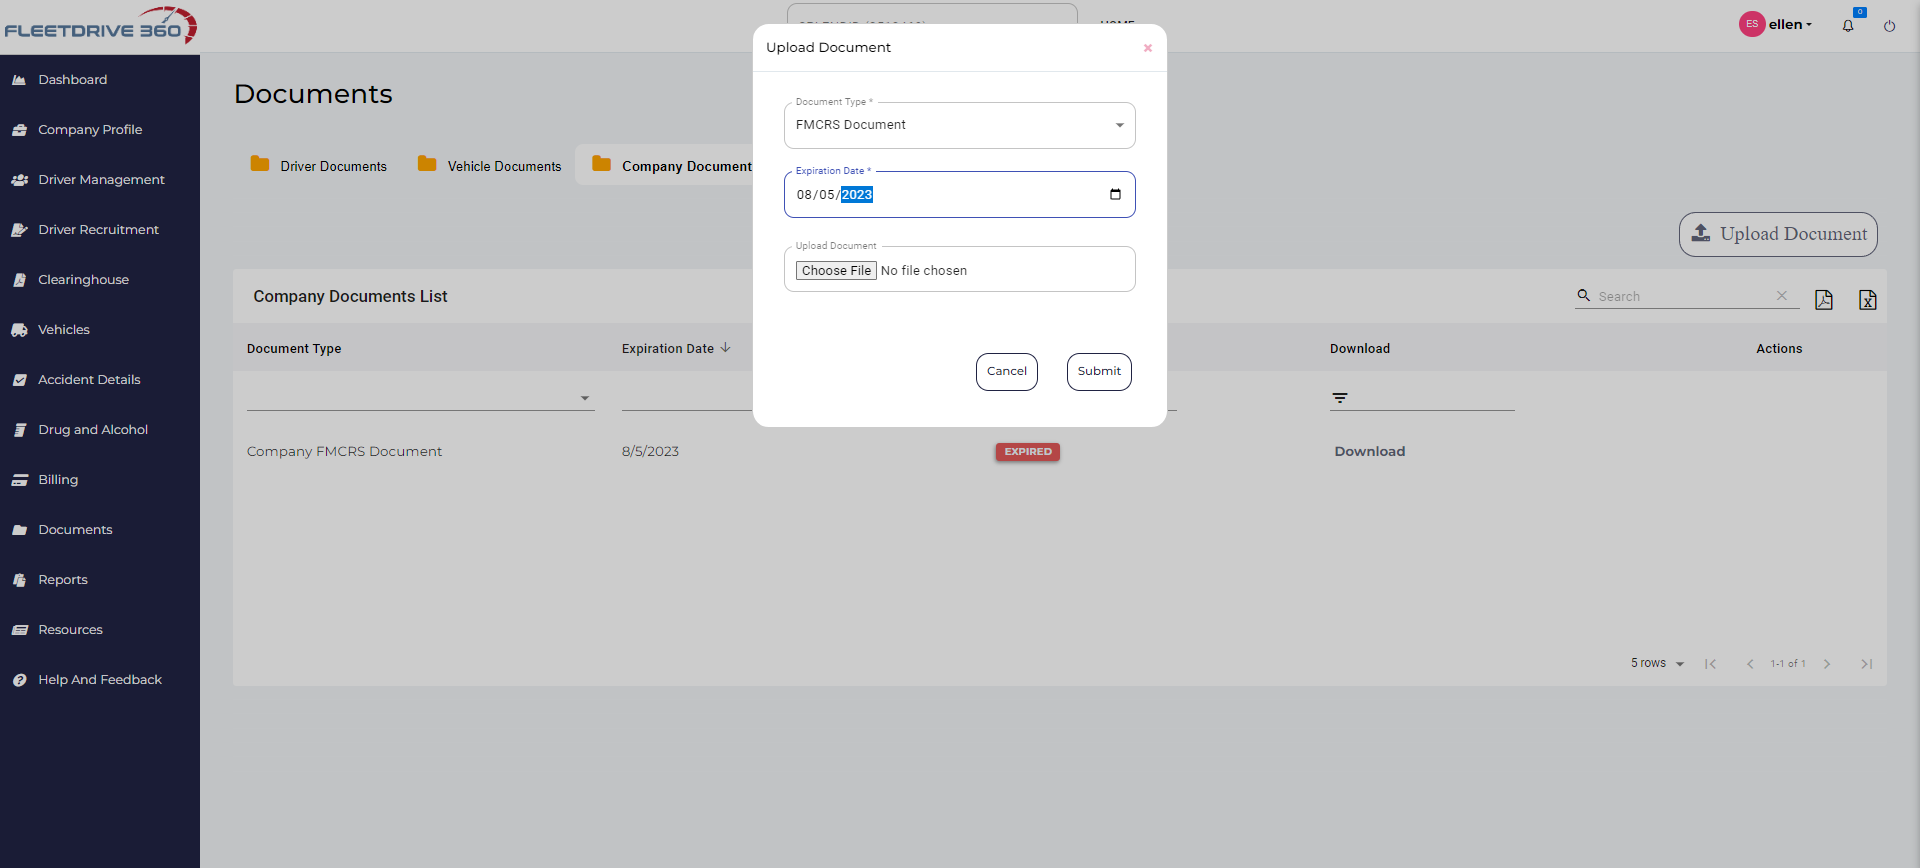 FLEETDRIVE 360
HOME
ES ellen
0
Dashboard
Company Profile
Driver Management
Driver Recruitment
Clearinghouse
Vehicles
Accident Details
Drug and Alcohol
Billing
Documents
Reports
Resources
Help And Feedback
Documents
Driver Documents
Vehicle Documents
Company Document
Upload Document
Company Documents List
Search
Document Type
Expiration Date
Download
Actions
Company FMCRS Document
8/5/2023
EXPIRED
Download
5 rows
1-1 of 1
Upload Document
×
Document Type *
FMCRS Document
Expiration Date *
08/05/2023
Upload Document
Choose File No file chosen
Cancel
Submit